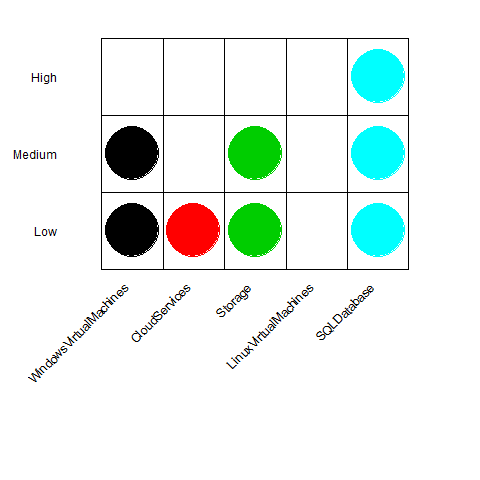 High
Medium
Low
WindowsVirtualMachines
CloudServices
Storage
LinuxVirtualMachines
SQLDatabase